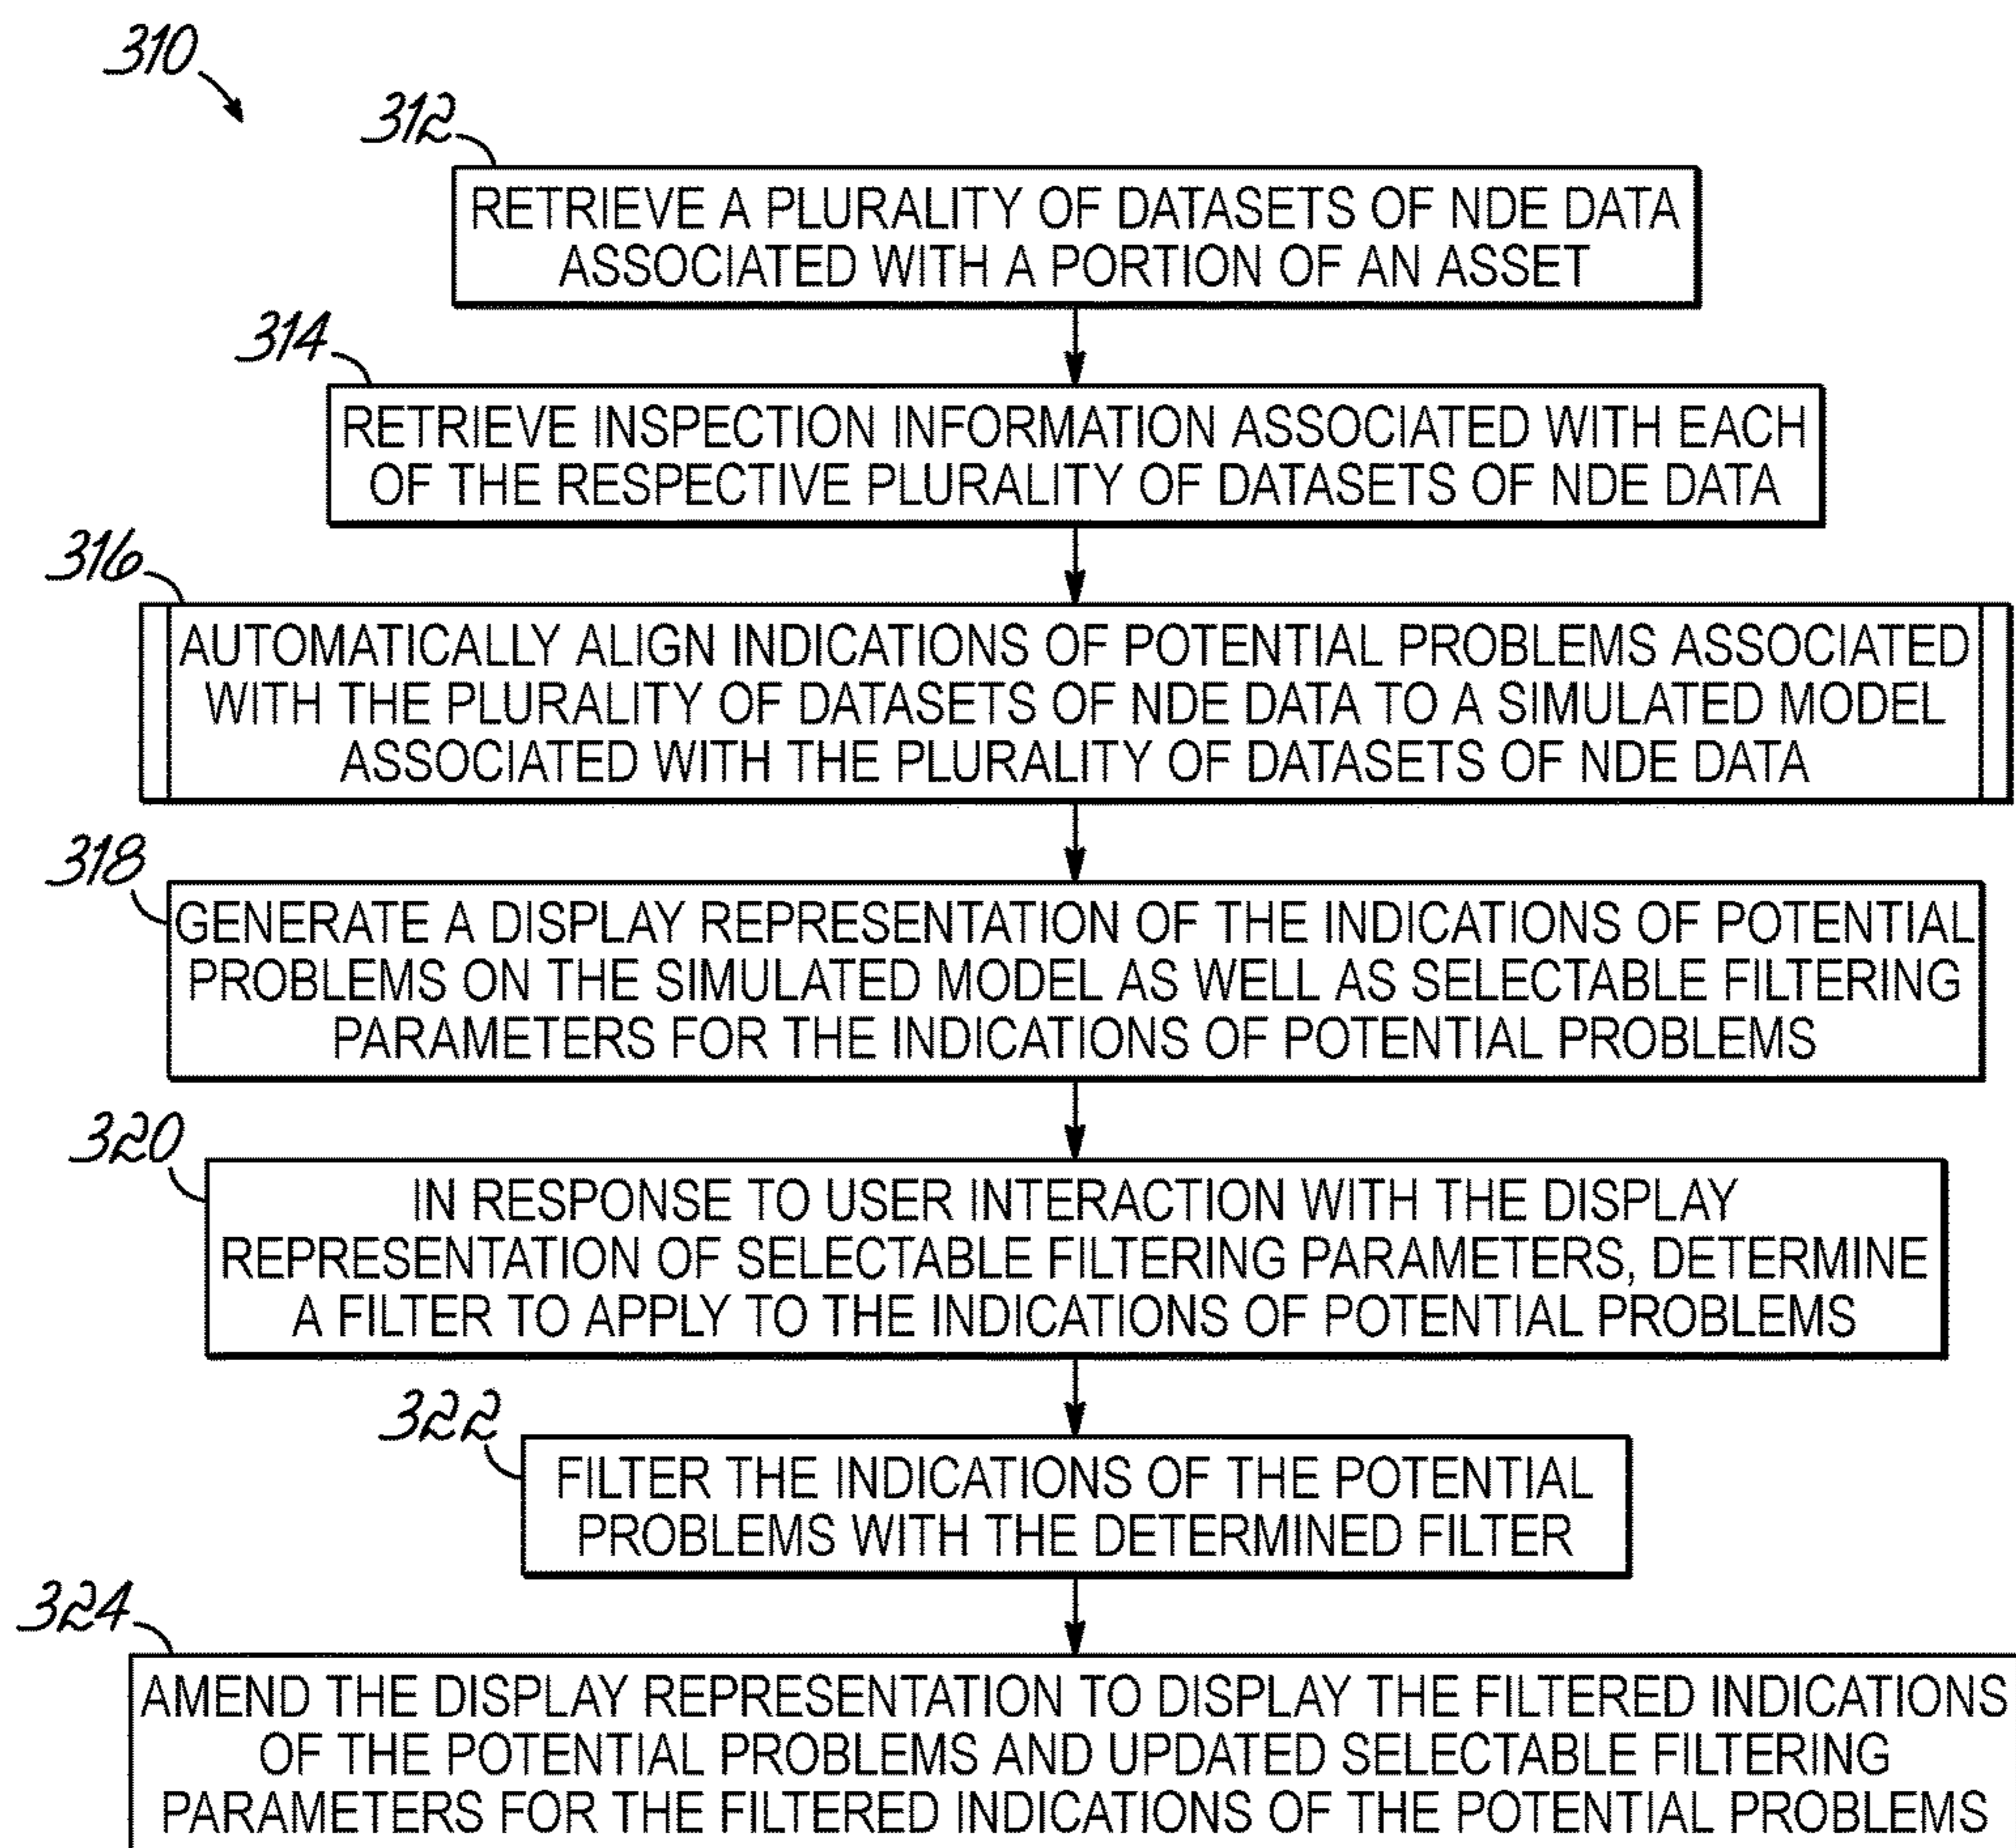 310
312
RETRIEVE A PLURALITY OF DATASETS OF NDE DATA
ASSOCIATED WITH A PORTION OF AN ASSET
314
RETRIEVE INSPECTION INFORMATION ASSOCIATED WITH EACH
OF THE RESPECTIVE PLURALITY OF DATASETS OF NDE DATA
316
AUTOMATICALLY ALIGN INDICATIONS OF POTENTIAL PROBLEMS ASSOCIATED
WITH THE PLURALITY OF DATASETS OF NDE DATA TO A SIMULATED MODEL
ASSOCIATED WITH THE PLURALITY OF DATASETS OF NDE DATA
318
GENERATE A DISPLAY REPRESENTATION OF THE INDICATIONS OF POTENTIAL
PROBLEMS ON THE SIMULATED MODEL AS WELL AS SELECTABLE FILTERING
PARAMETERS FOR THE INDICATIONS OF POTENTIAL PROBLEMS
320
IN RESPONSE TO USER INTERACTION WITH THE DISPLAY
REPRESENTATION OF SELECTABLE FILTERING PARAMETERS, DETERMINE
A FILTER TO APPLY TO THE INDICATIONS OF POTENTIAL PROBLEMS
322
FILTER THE INDICATIONS OF THE POTENTIAL
PROBLEMS WITH THE DETERMINED FILTER
324
AMEND THE DISPLAY REPRESENTATION TO DISPLAY THE FILTERED INDICATIONS
OF THE POTENTIAL PROBLEMS AND UPDATED SELECTABLE FILTERING
PARAMETERS FOR THE FILTERED INDICATIONS OF THE POTENTIAL PROBLEMS